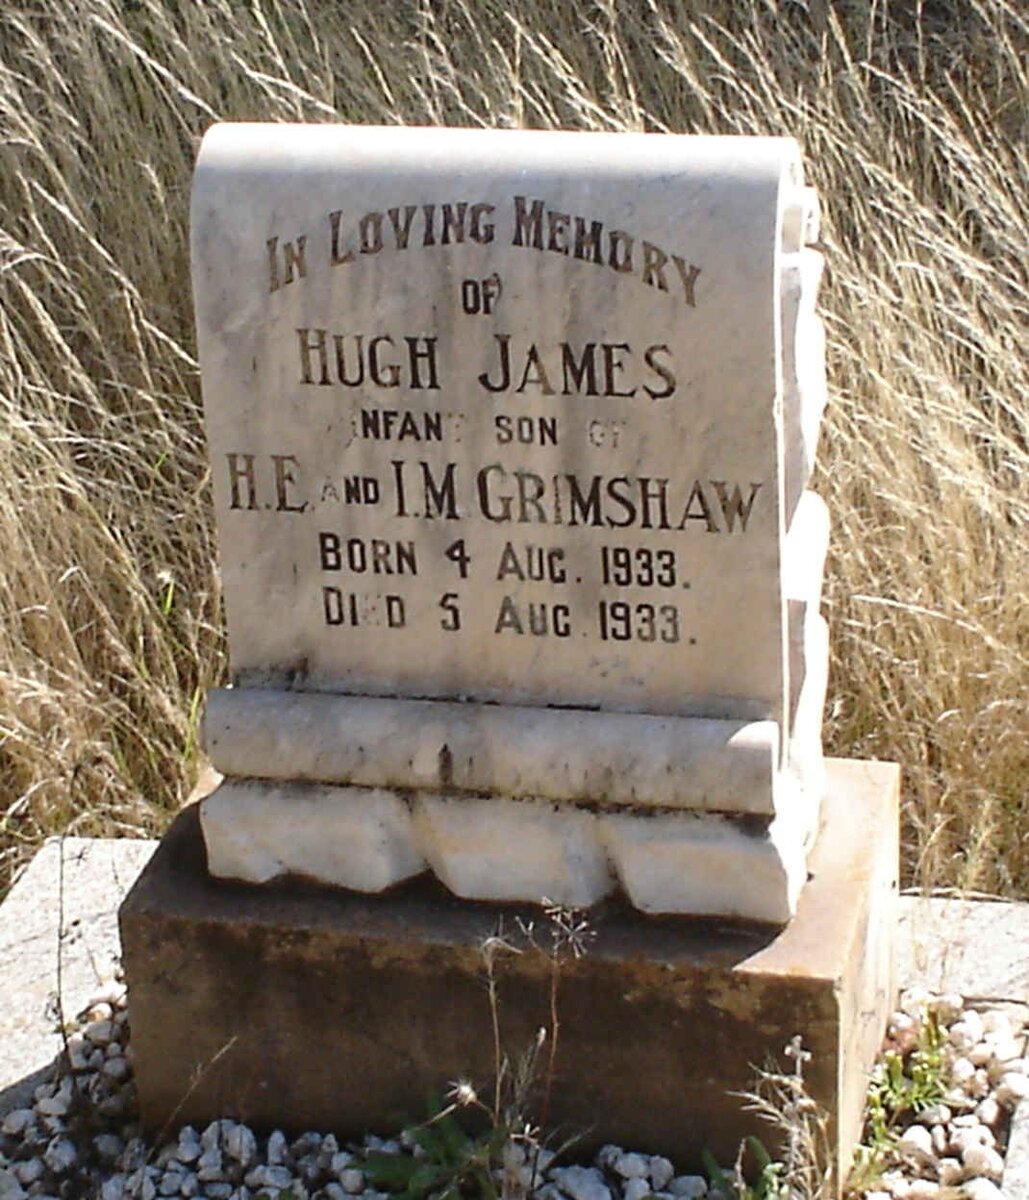 IN LOVING MEMORY
OF
HUGH JAMES
INFANT SON OF
H.E. AND I.M. GRIMSHAW
BORN 4 AUG. 1933.
DIED 5 AUG. 1933.